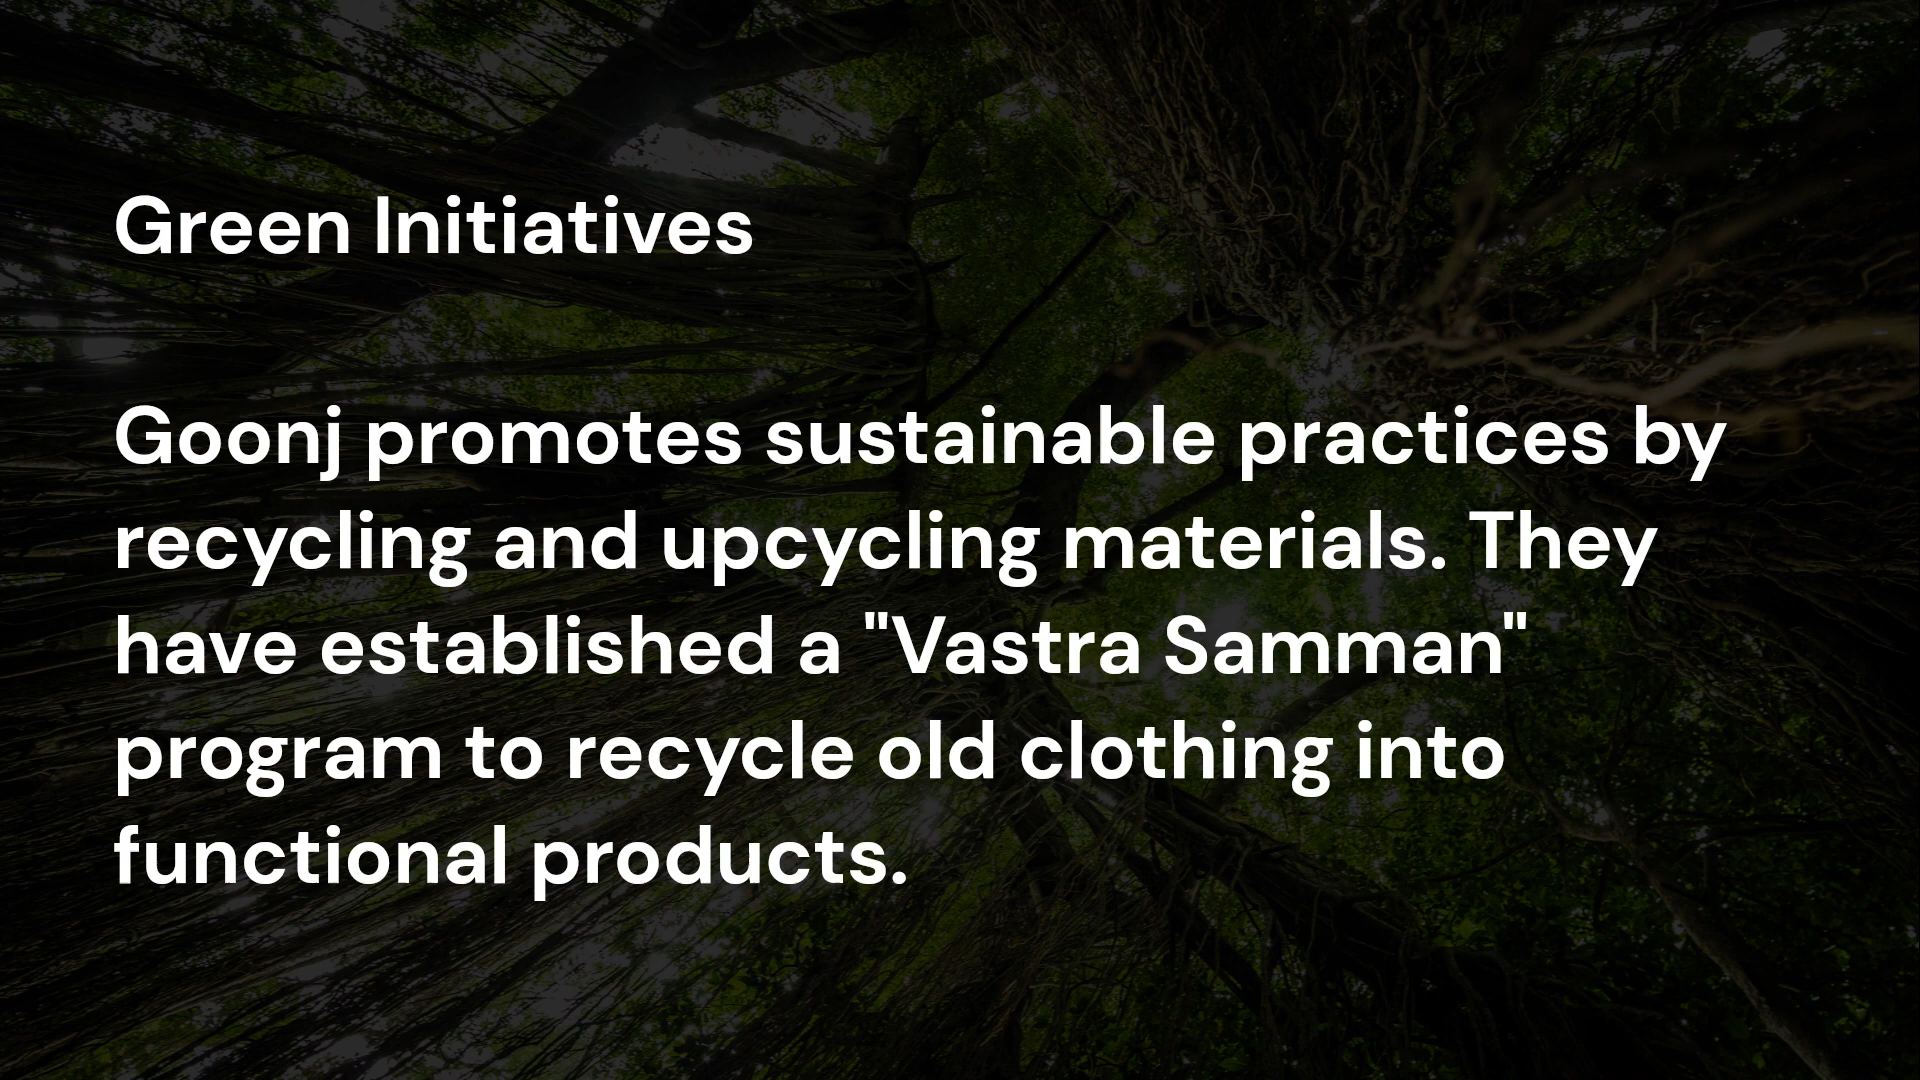 Green Initiatives
Goonj promotes sustainable practices by
recycling and upcycling materials. They
have established a "Vastra Samman"
program to recycle old clothing into
functional products.